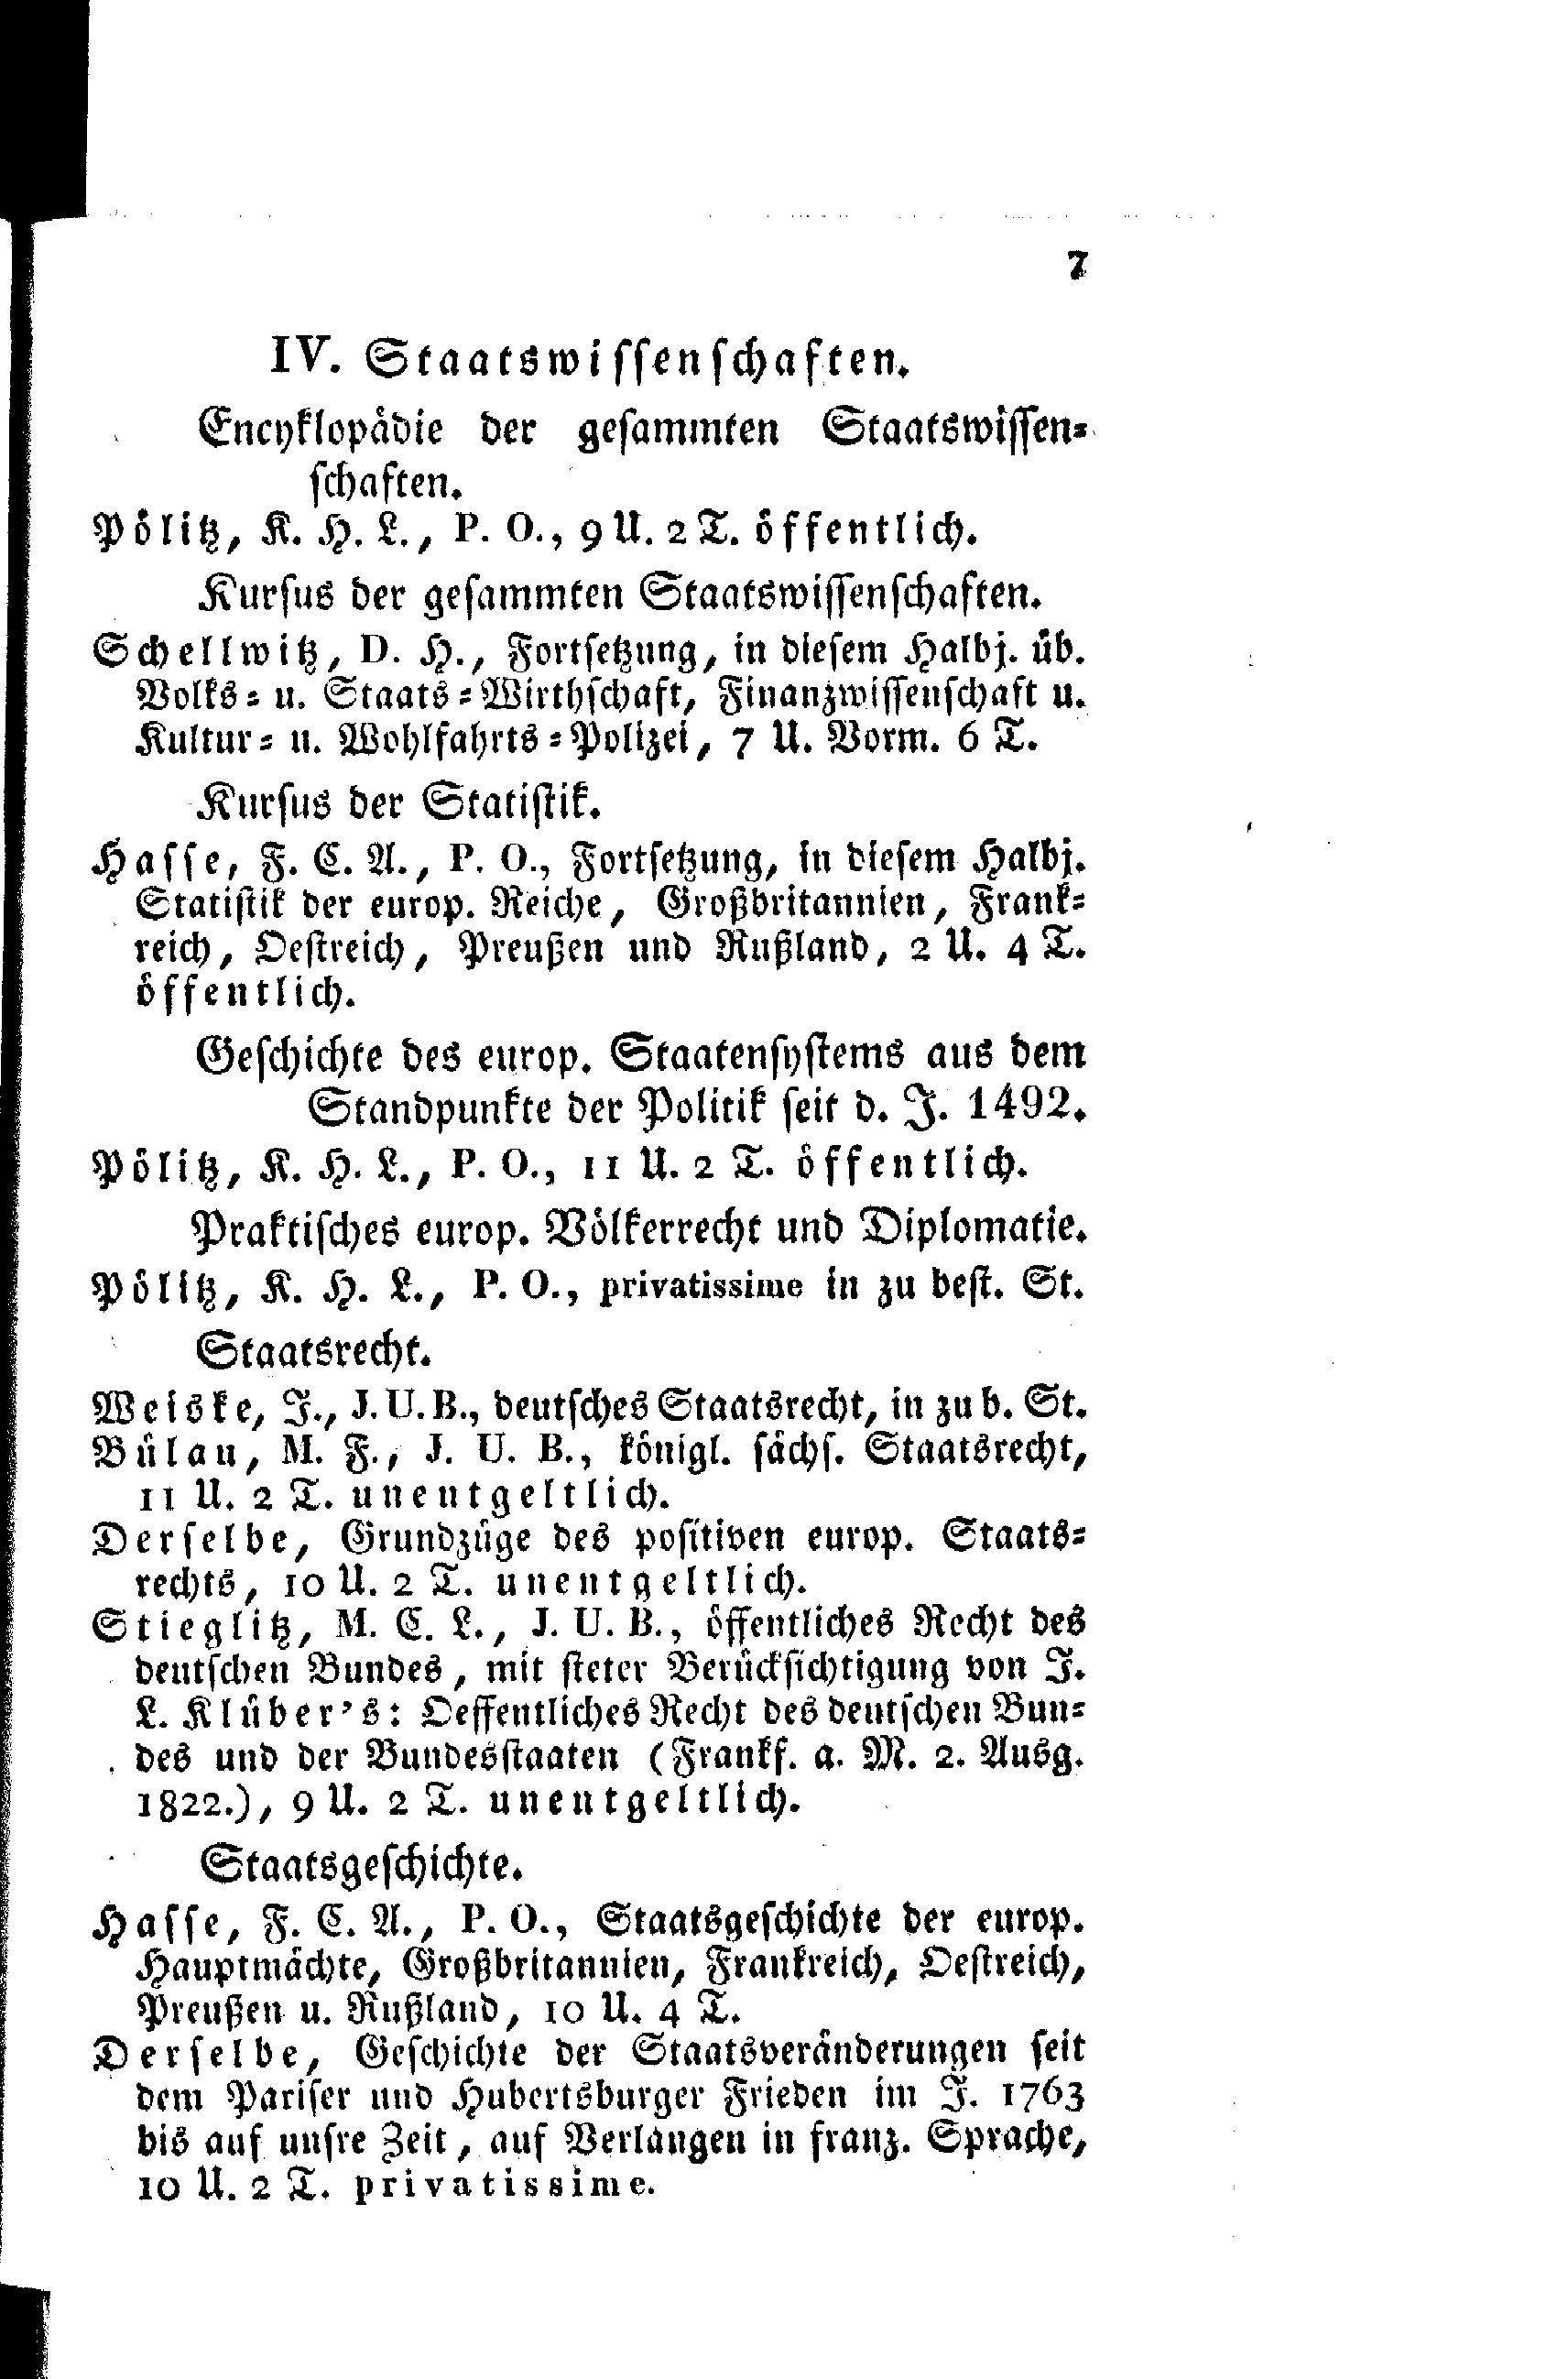 7
IV. Staatswissenschaften.
Encyklopädie der gesammten Staatswissen-
schaften.
Pölitz, K. H. L., P. O., 9 U. 2 T. öffentlich.
Kursus der gesammten Staatswissenschaften.
Schellwitz, D. H., Fortsetzung, in diesem Halbj. üb.
Volks- u. Staats-Wirthschaft, Finanzwissenschaft u.
Kultur- u. Wohlfahrts-Polizei, 7 U. Vorm. 6 T.
Kursus der Statistik.
Hasse, F. C. A., P. O., Fortsetzung, in diesem Halbj.
Statistik der europ. Reiche, Großbritannien, Frank-
reich, Oestreich, Preußen und Rußland, 2 U. 4 T.
öffentlich.
Geschichte des europ. Staatensystems aus dem
Standpunkte der Politik seit d. J. 1492.
Pölitz, K. H. L., P. O., 11 U. 2 T. öffentlich.
Praktisches europ. Völkerrecht und Diplomatie.
Pölitz, K. H. L., P. O., privatissime in zu best. St.
Staatsrecht.
Weiske, J., J. U. B., deutsches Staatsrecht, in zu b. St.
Bülau, M. F., J. U. B., königl. sächs. Staatsrecht,
11 U. 2 T. unentgeltlich.
Derselbe, Grundzüge des positiven europ. Staats-
rechts, 10 U. 2 T. unentgeltlich.
Stieglitz, M. C. L., J. U. B., öffentliches Recht des
deutschen Bundes, mit steter Berücksichtigung von J.
L. Klüber's: Oeffentliches Recht des deutschen Bun-
des und der Bundesstaaten (Frankf. a. M. 2. Ausg.
1822.), 9 U. 2 T. unentgeltlich.
Staatsgeschichte.
Hasse, F. C. A., P. O., Staatsgeschichte der europ.
Hauptmächte, Großbritannien, Frankreich, Oestreich,
Preußen u. Rußland, 10 U. 4 T.
Derselbe, Geschichte der Staatsveränderungen seit
dem Pariser und Hubertsburger Frieden im J. 1763
bis auf unsre Zeit, auf Verlangen in franz. Sprache,
10 U. 2 T. privatissime.